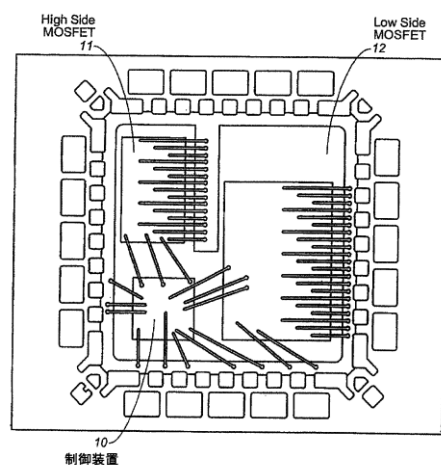 High Side
MOSFET
11
Low Side
MOSFET
12
10
制御装置